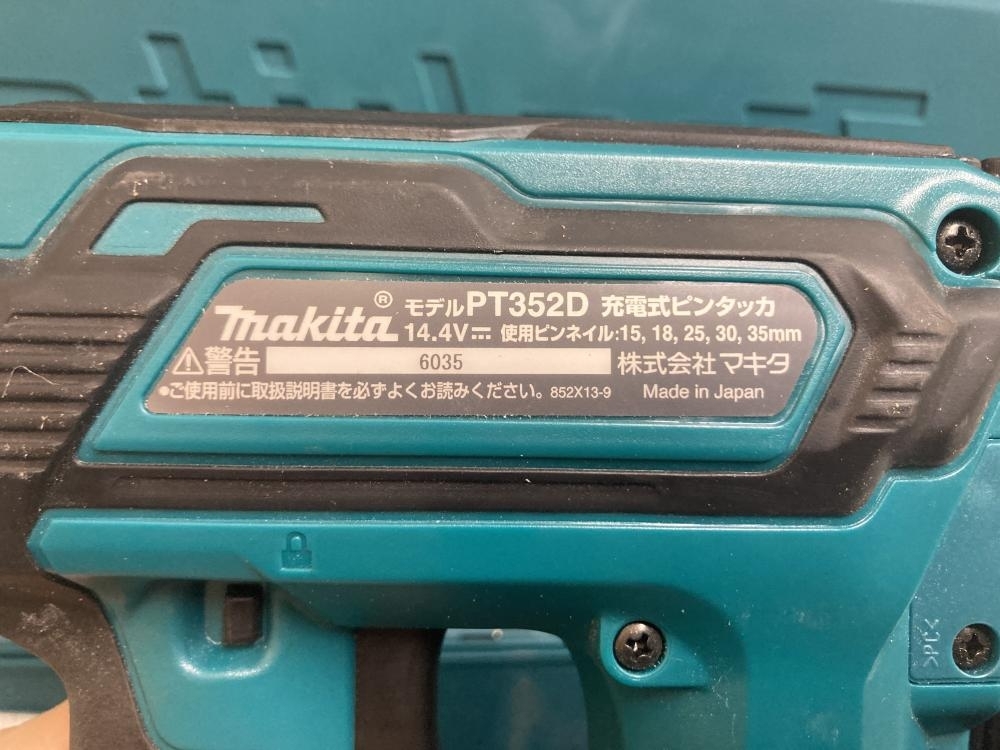 makita® モデルPT352D 充電式ピンタッカ
14.4V⎓ 使用ピンネイル:15, 18, 25, 30, 35mm
⚠警告 6035 株式会社 マキタ
•ご使用前に取扱説明書を必ずよくお読みください。 852X13-9 Made in Japan
>PC<